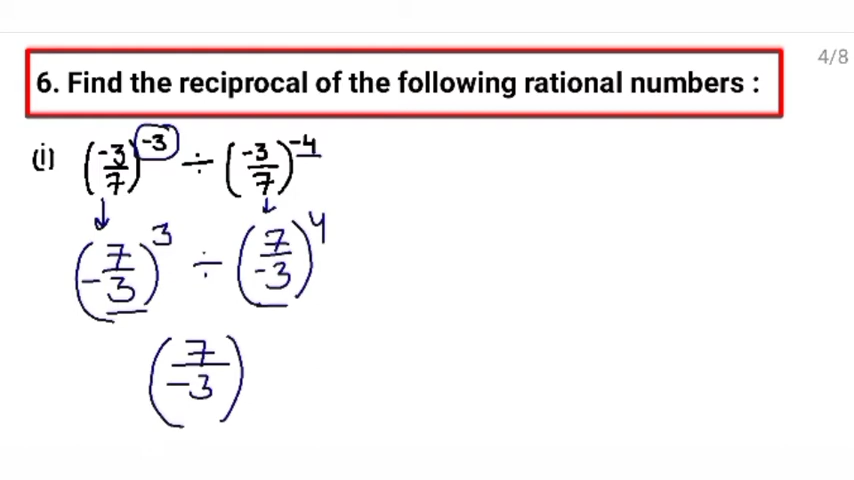 4/8
6. Find the reciprocal of the following rational numbers :
(i) (-3/7)^-3 ÷ (-3/7)^-4
(7/-3)^3 ÷ (7/-3)^4
(7/-3)